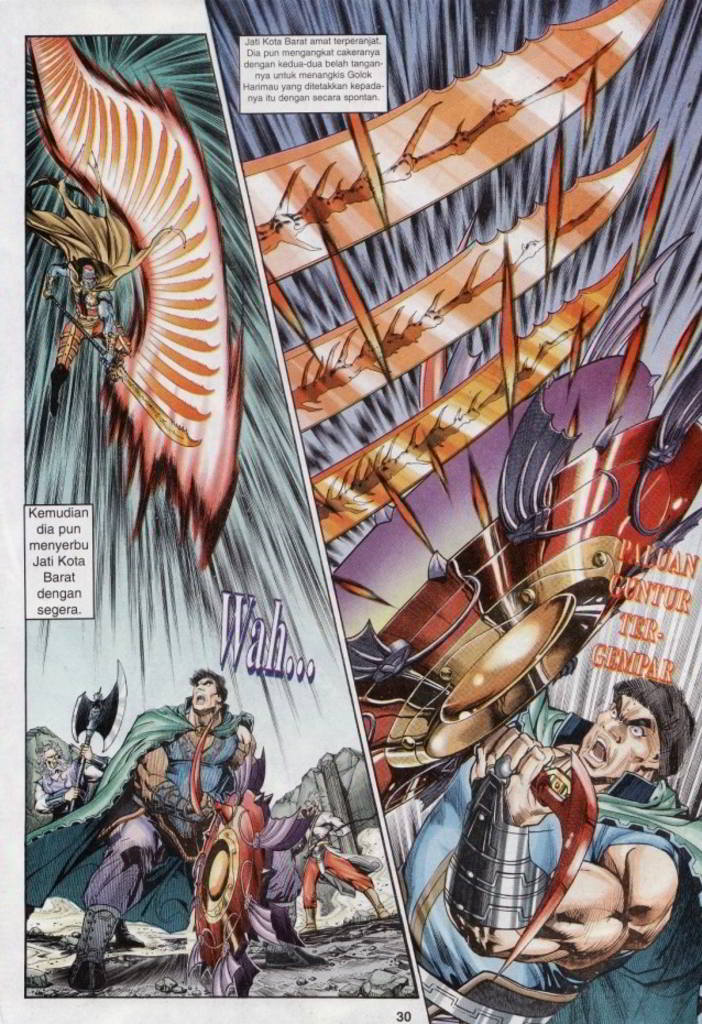 Kemudian
dia pun
menyerbu
Jati Kota
Barat
dengan
segera.
Wah...
Jati Kota Barat amat terperanjat.
Dia pun mengangkat cakeranya
dengan kedua-dua belah tangan-
nya untuk menangkis Golok
Harimau yang ditetakkan kepada-
nya itu dengan secara spontan.
PALUAN
GUNTUR
TER-
GEMPAR
30